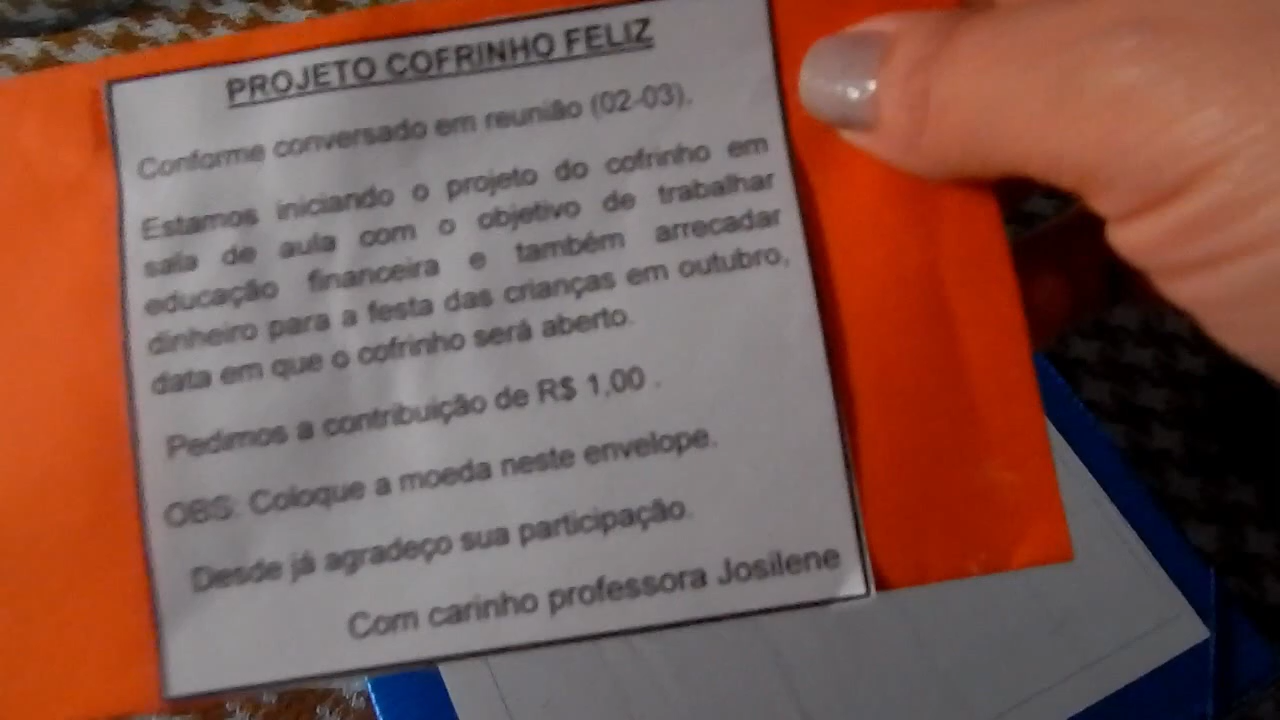 PROJETO COFRINHO FELIZ
Conforme conversado em reunião (02-03),
Estamos iniciando o projeto do cofrinho em
sala de aula com o objetivo de trabalhar
educação financeira e também arrecadar
dinheiro para a festa das crianças em outubro,
data em que o cofrinho será aberto.
Pedimos a contribuição de R$ 1,00 .
OBS: Coloque a moeda neste envelope.
Desde já agradeço sua participação.
Com carinho professora Josilene